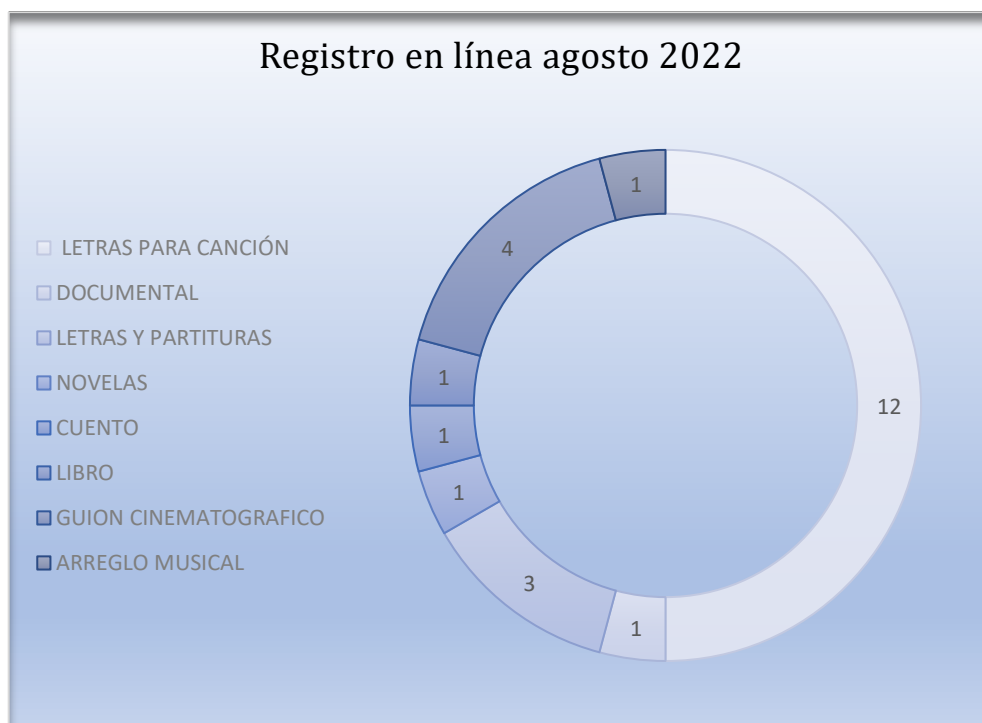 Registro en línea agosto 2022
LETRAS PARA CANCIÓN
DOCUMENTAL
LETRAS Y PARTITURAS
NOVELAS
CUENTO
LIBRO
GUION CINEMATOGRAFICO
ARREGLO MUSICAL
1
4
1
1
12
1
3
1